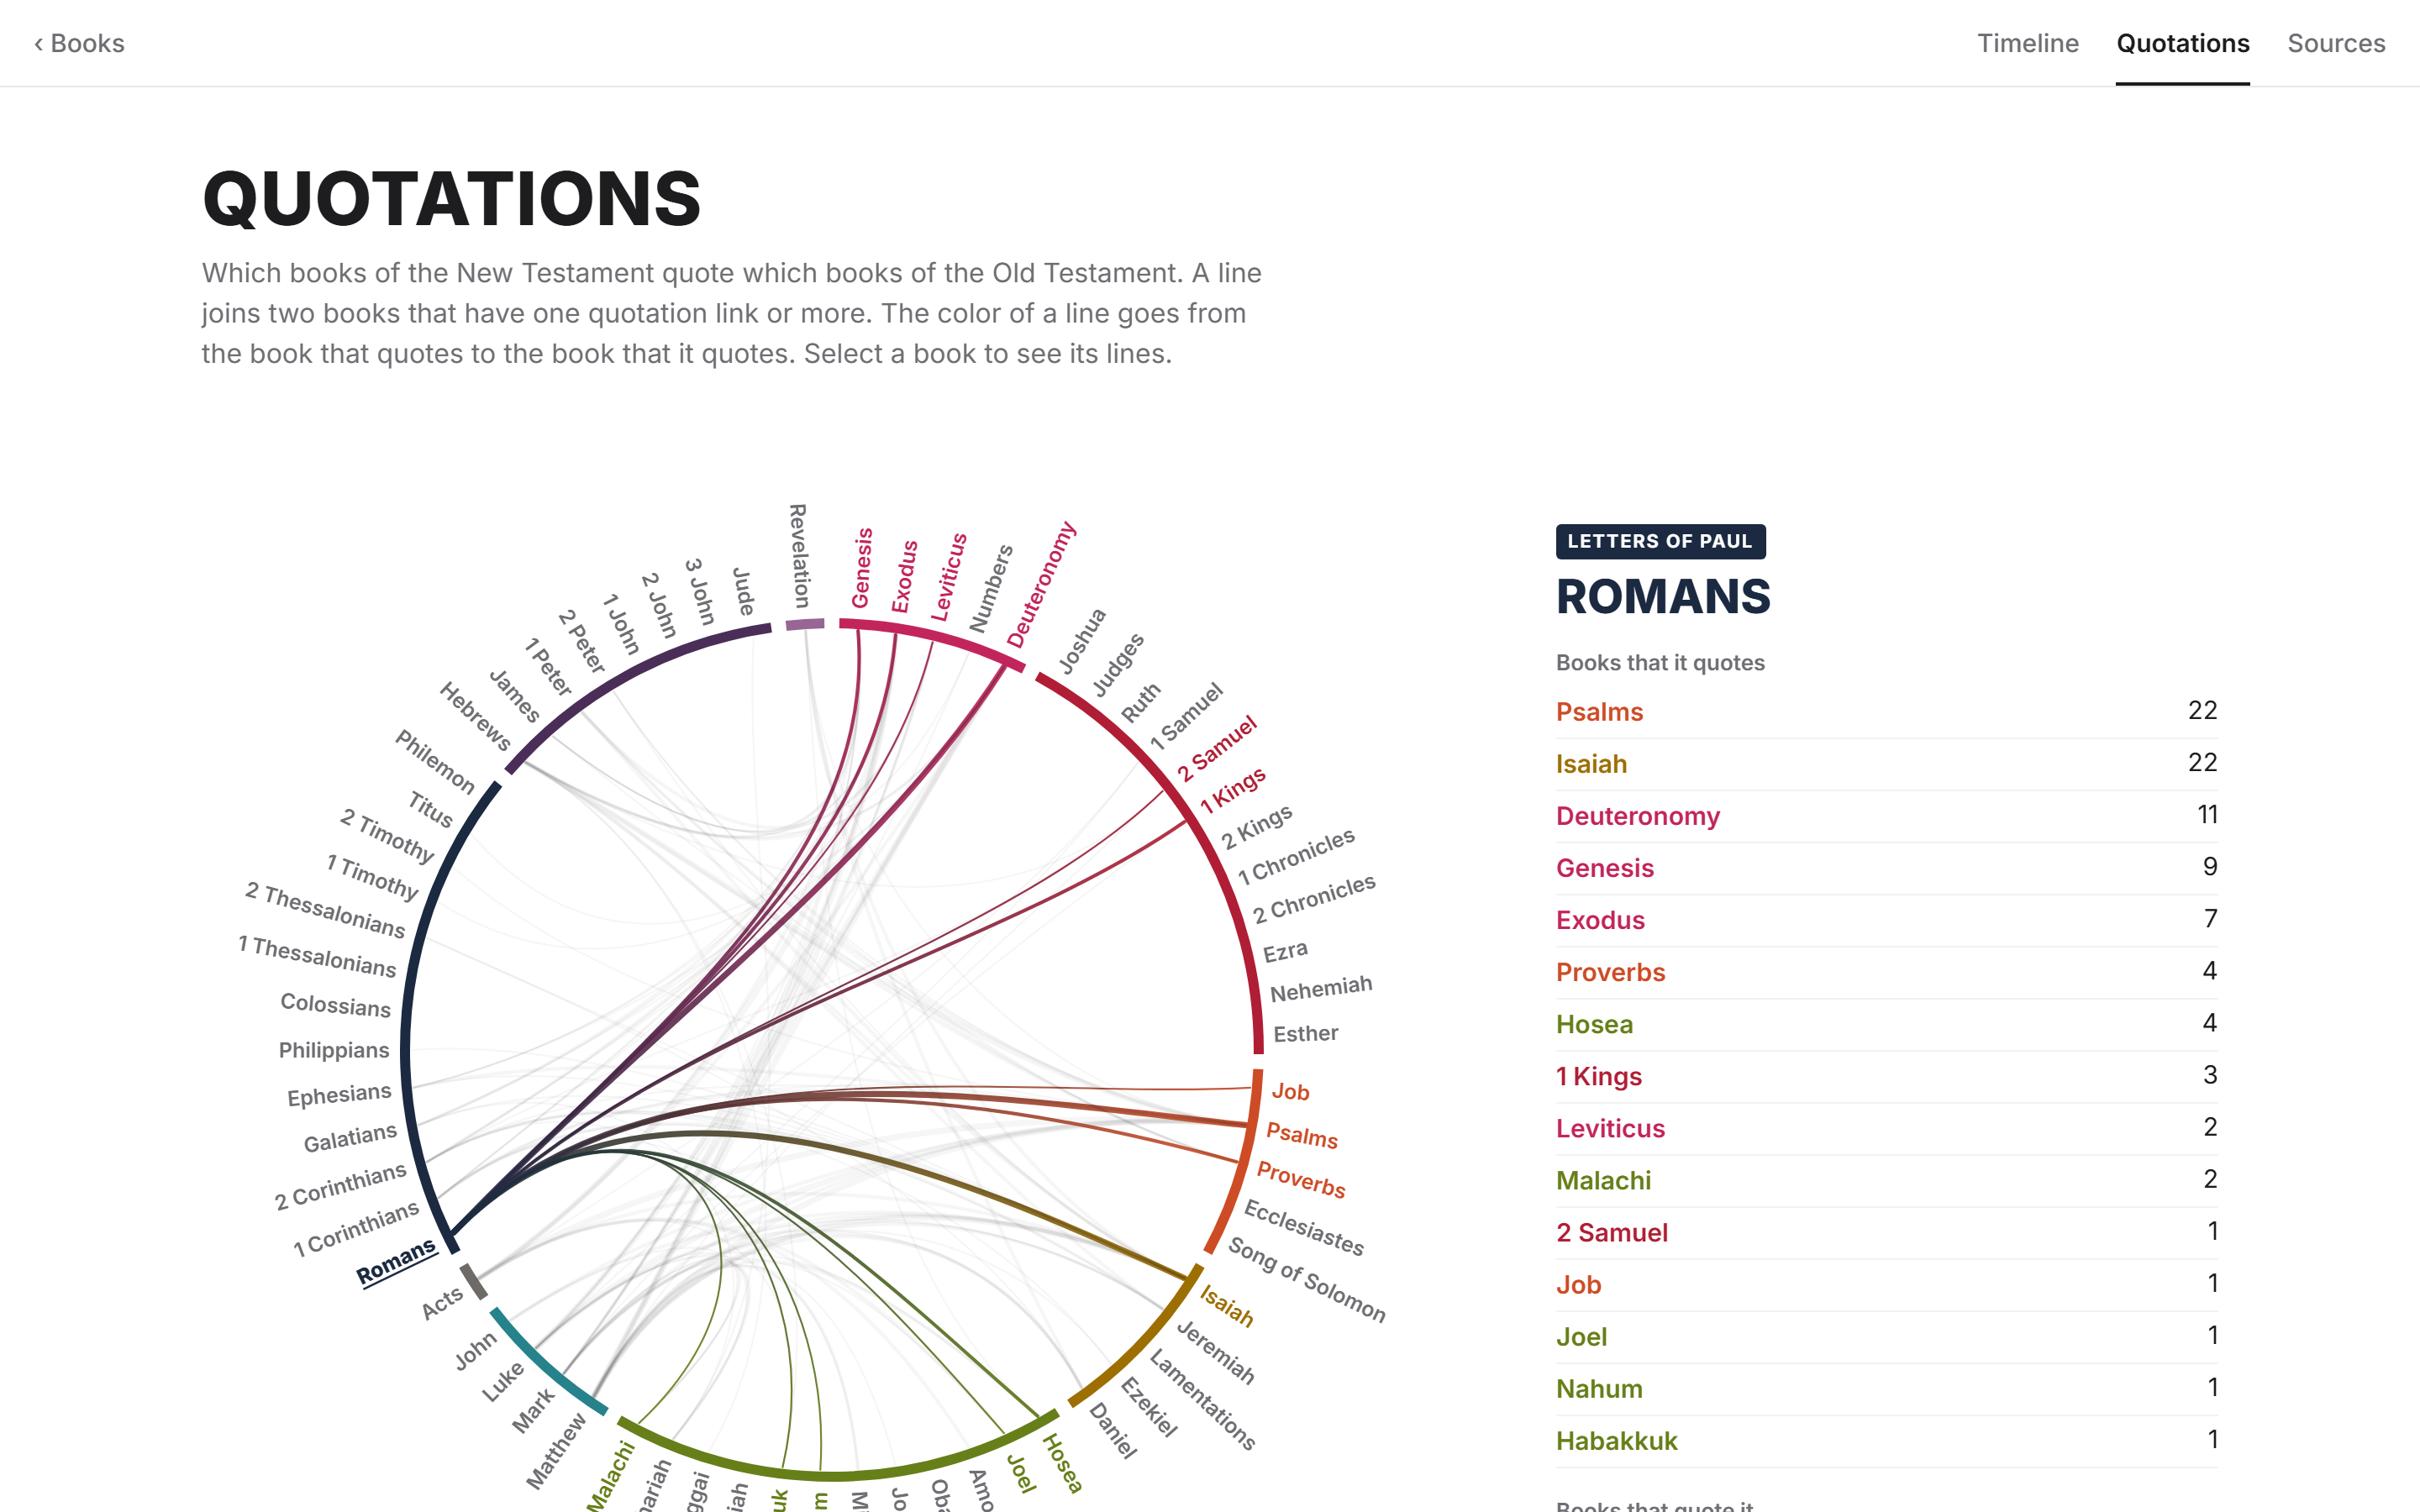 ‹ Books
Timeline
Quotations
Sources
QUOTATIONS
Which books of the New Testament quote which books of the Old Testament. A line
joins two books that have one quotation link or more. The color of a line goes from
the book that quotes to the book that it quotes. Select a book to see its lines.
Revelation
Genesis
Exodus
Leviticus
Numbers
Deuteronomy
Joshua
Judges
Ruth
1 Samuel
2 Samuel
1 Kings
2 Kings
1 Chronicles
2 Chronicles
Ezra
Nehemiah
Esther
Job
Psalms
Proverbs
Ecclesiastes
Song of Solomon
Isaiah
Jeremiah
Lamentations
Ezekiel
Daniel
Hosea
Joel
Malachi
Matthew
Mark
Luke
John
Acts
Romans
1 Corinthians
2 Corinthians
Galatians
Ephesians
Philippians
Colossians
1 Thessalonians
2 Thessalonians
1 Timothy
2 Timothy
Titus
Philemon
Hebrews
James
1 Peter
2 Peter
1 John
2 John
3 John
Jude
LETTERS OF PAUL
ROMANS
Books that it quotes
Psalms 22
Isaiah 22
Deuteronomy 11
Genesis 9
Exodus 7
Proverbs 4
Hosea 4
1 Kings 3
Leviticus 2
Malachi 2
2 Samuel 1
Job 1
Joel 1
Nahum 1
Habakkuk 1
Books that quote it